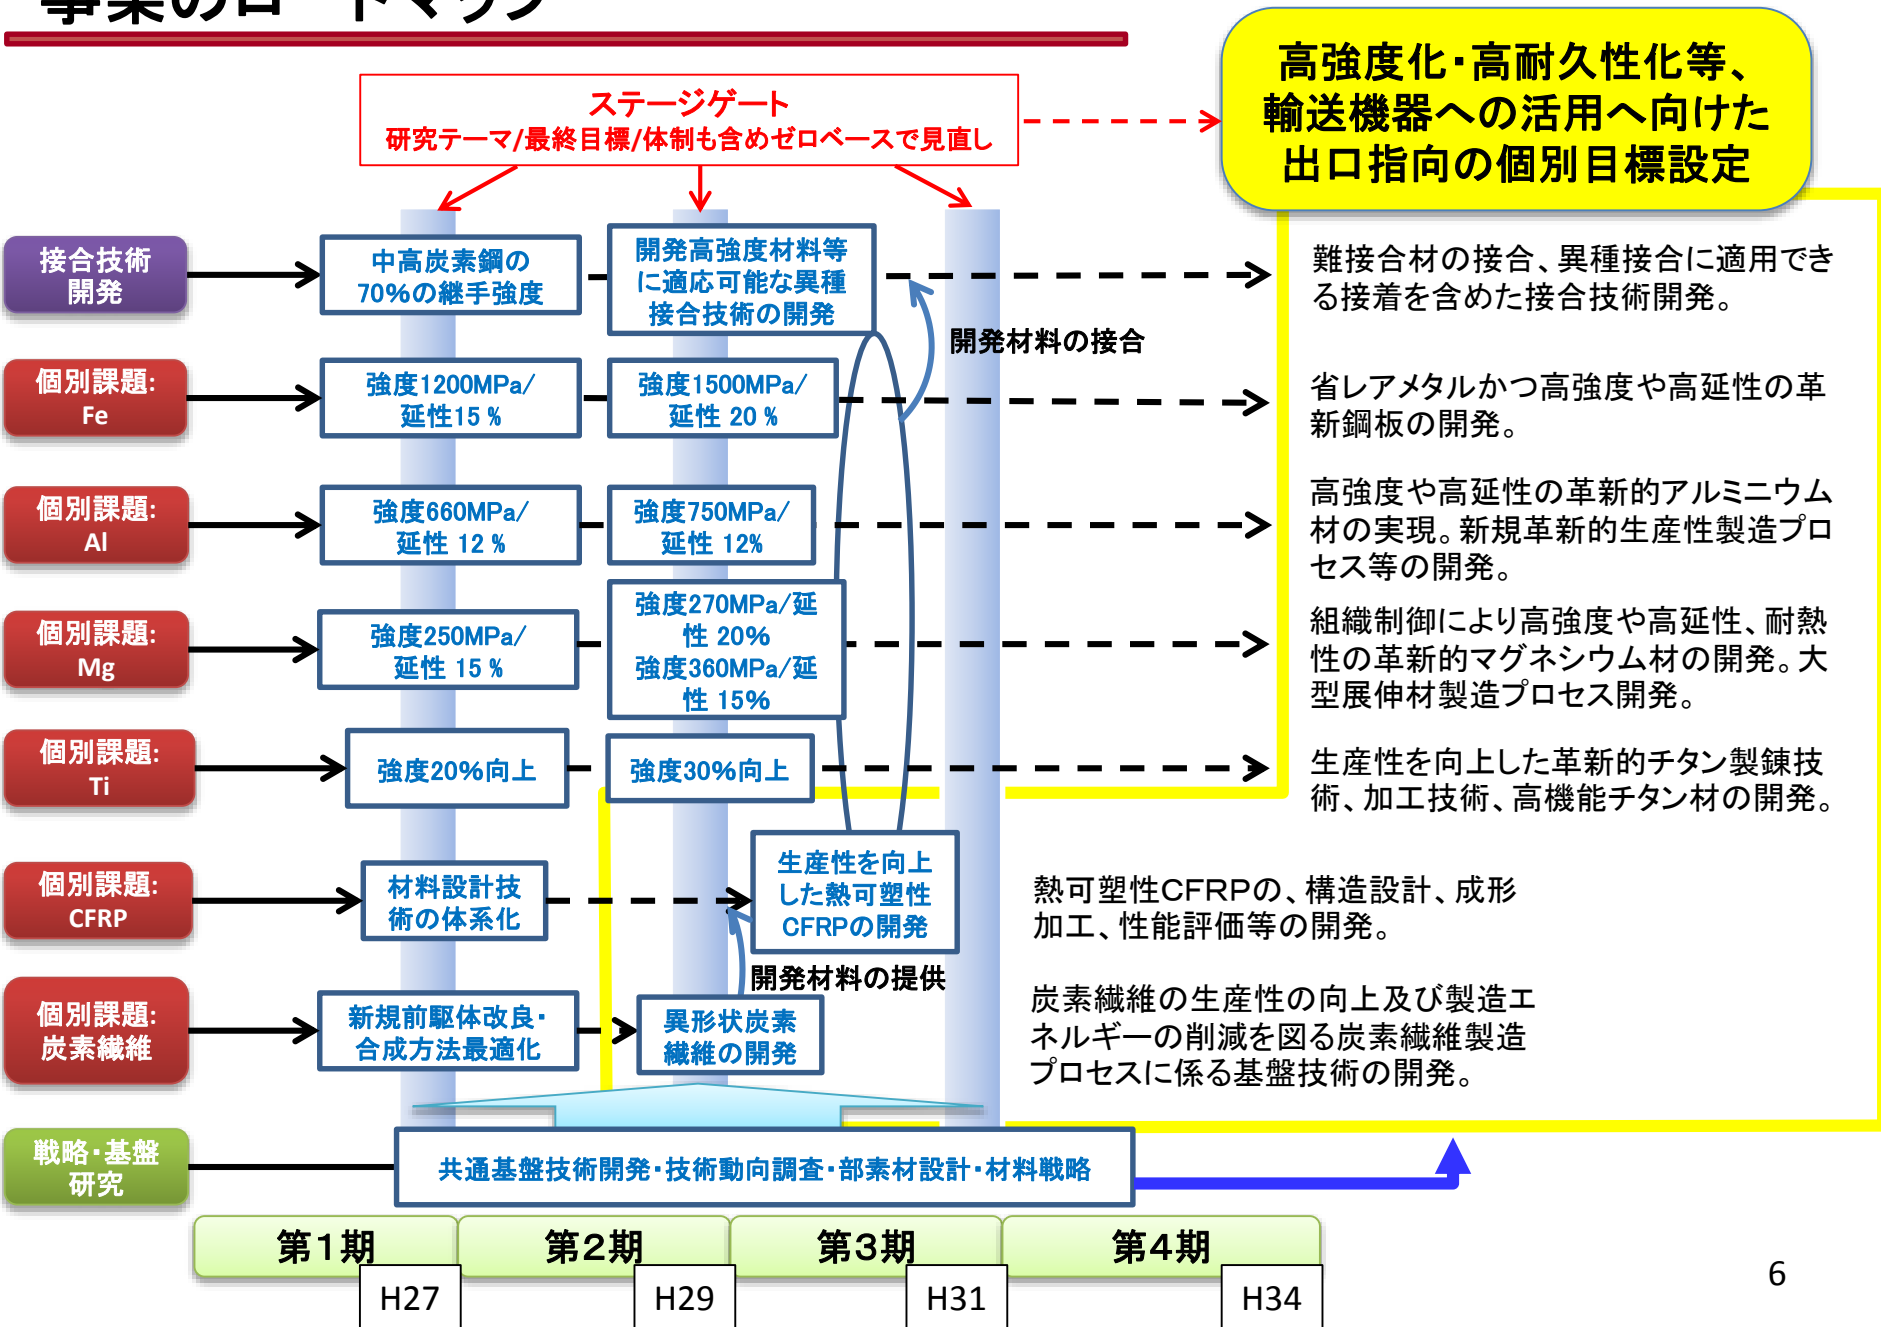 事業のロードマップ
高強度化・高耐久性化等、
輸送機器への活用へ向けた
出口指向の個別目標設定
ステージゲート
研究テーマ/最終目標/体制も含めゼロベースで見直し
接合技術
開発
中高炭素鋼の
70%の継手強度
開発高強度材料等
に適応可能な異種
接合技術の開発
難接合材の接合、異種接合に適用でき
る接着を含めた接合技術開発。
開発材料の接合
個別課題:
Fe
強度1200MPa/
延性15 %
強度1500MPa/
延性 20 %
省レアメタルかつ高強度や高延性の革
新鋼板の開発。
個別課題:
Al
強度660MPa/
延性 12 %
強度750MPa/
延性 12%
高強度や高延性の革新的アルミニウム
材の実現。新規革新的生産性製造プロ
セス等の開発。
個別課題:
Mg
強度250MPa/
延性 15 %
強度270MPa/延
性 20%
強度360MPa/延
性 15%
組織制御により高強度や高延性、耐熱
性の革新的マグネシウム材の開発。大
型展伸材製造プロセス開発。
個別課題:
Ti
強度20%向上
強度30%向上
生産性を向上した革新的チタン製錬技
術、加工技術、高機能チタン材の開発。
個別課題:
CFRP
材料設計技
術の体系化
生産性を向上
した熱可塑性
CFRPの開発
熱可塑性CFRPの、構造設計、成形
加工、性能評価等の開発。
開発材料の提供
個別課題:
炭素繊維
新規前駆体改良・
合成方法最適化
異形状炭素
繊維の開発
炭素繊維の生産性の向上及び製造エ
ネルギーの削減を図る炭素繊維製造
プロセスに係る基盤技術の開発。
戦略・基盤
研究
共通基盤技術開発・技術動向調査・部素材設計・材料戦略
第1期
第2期
第3期
第4期
H27
H29
H31
H34
6